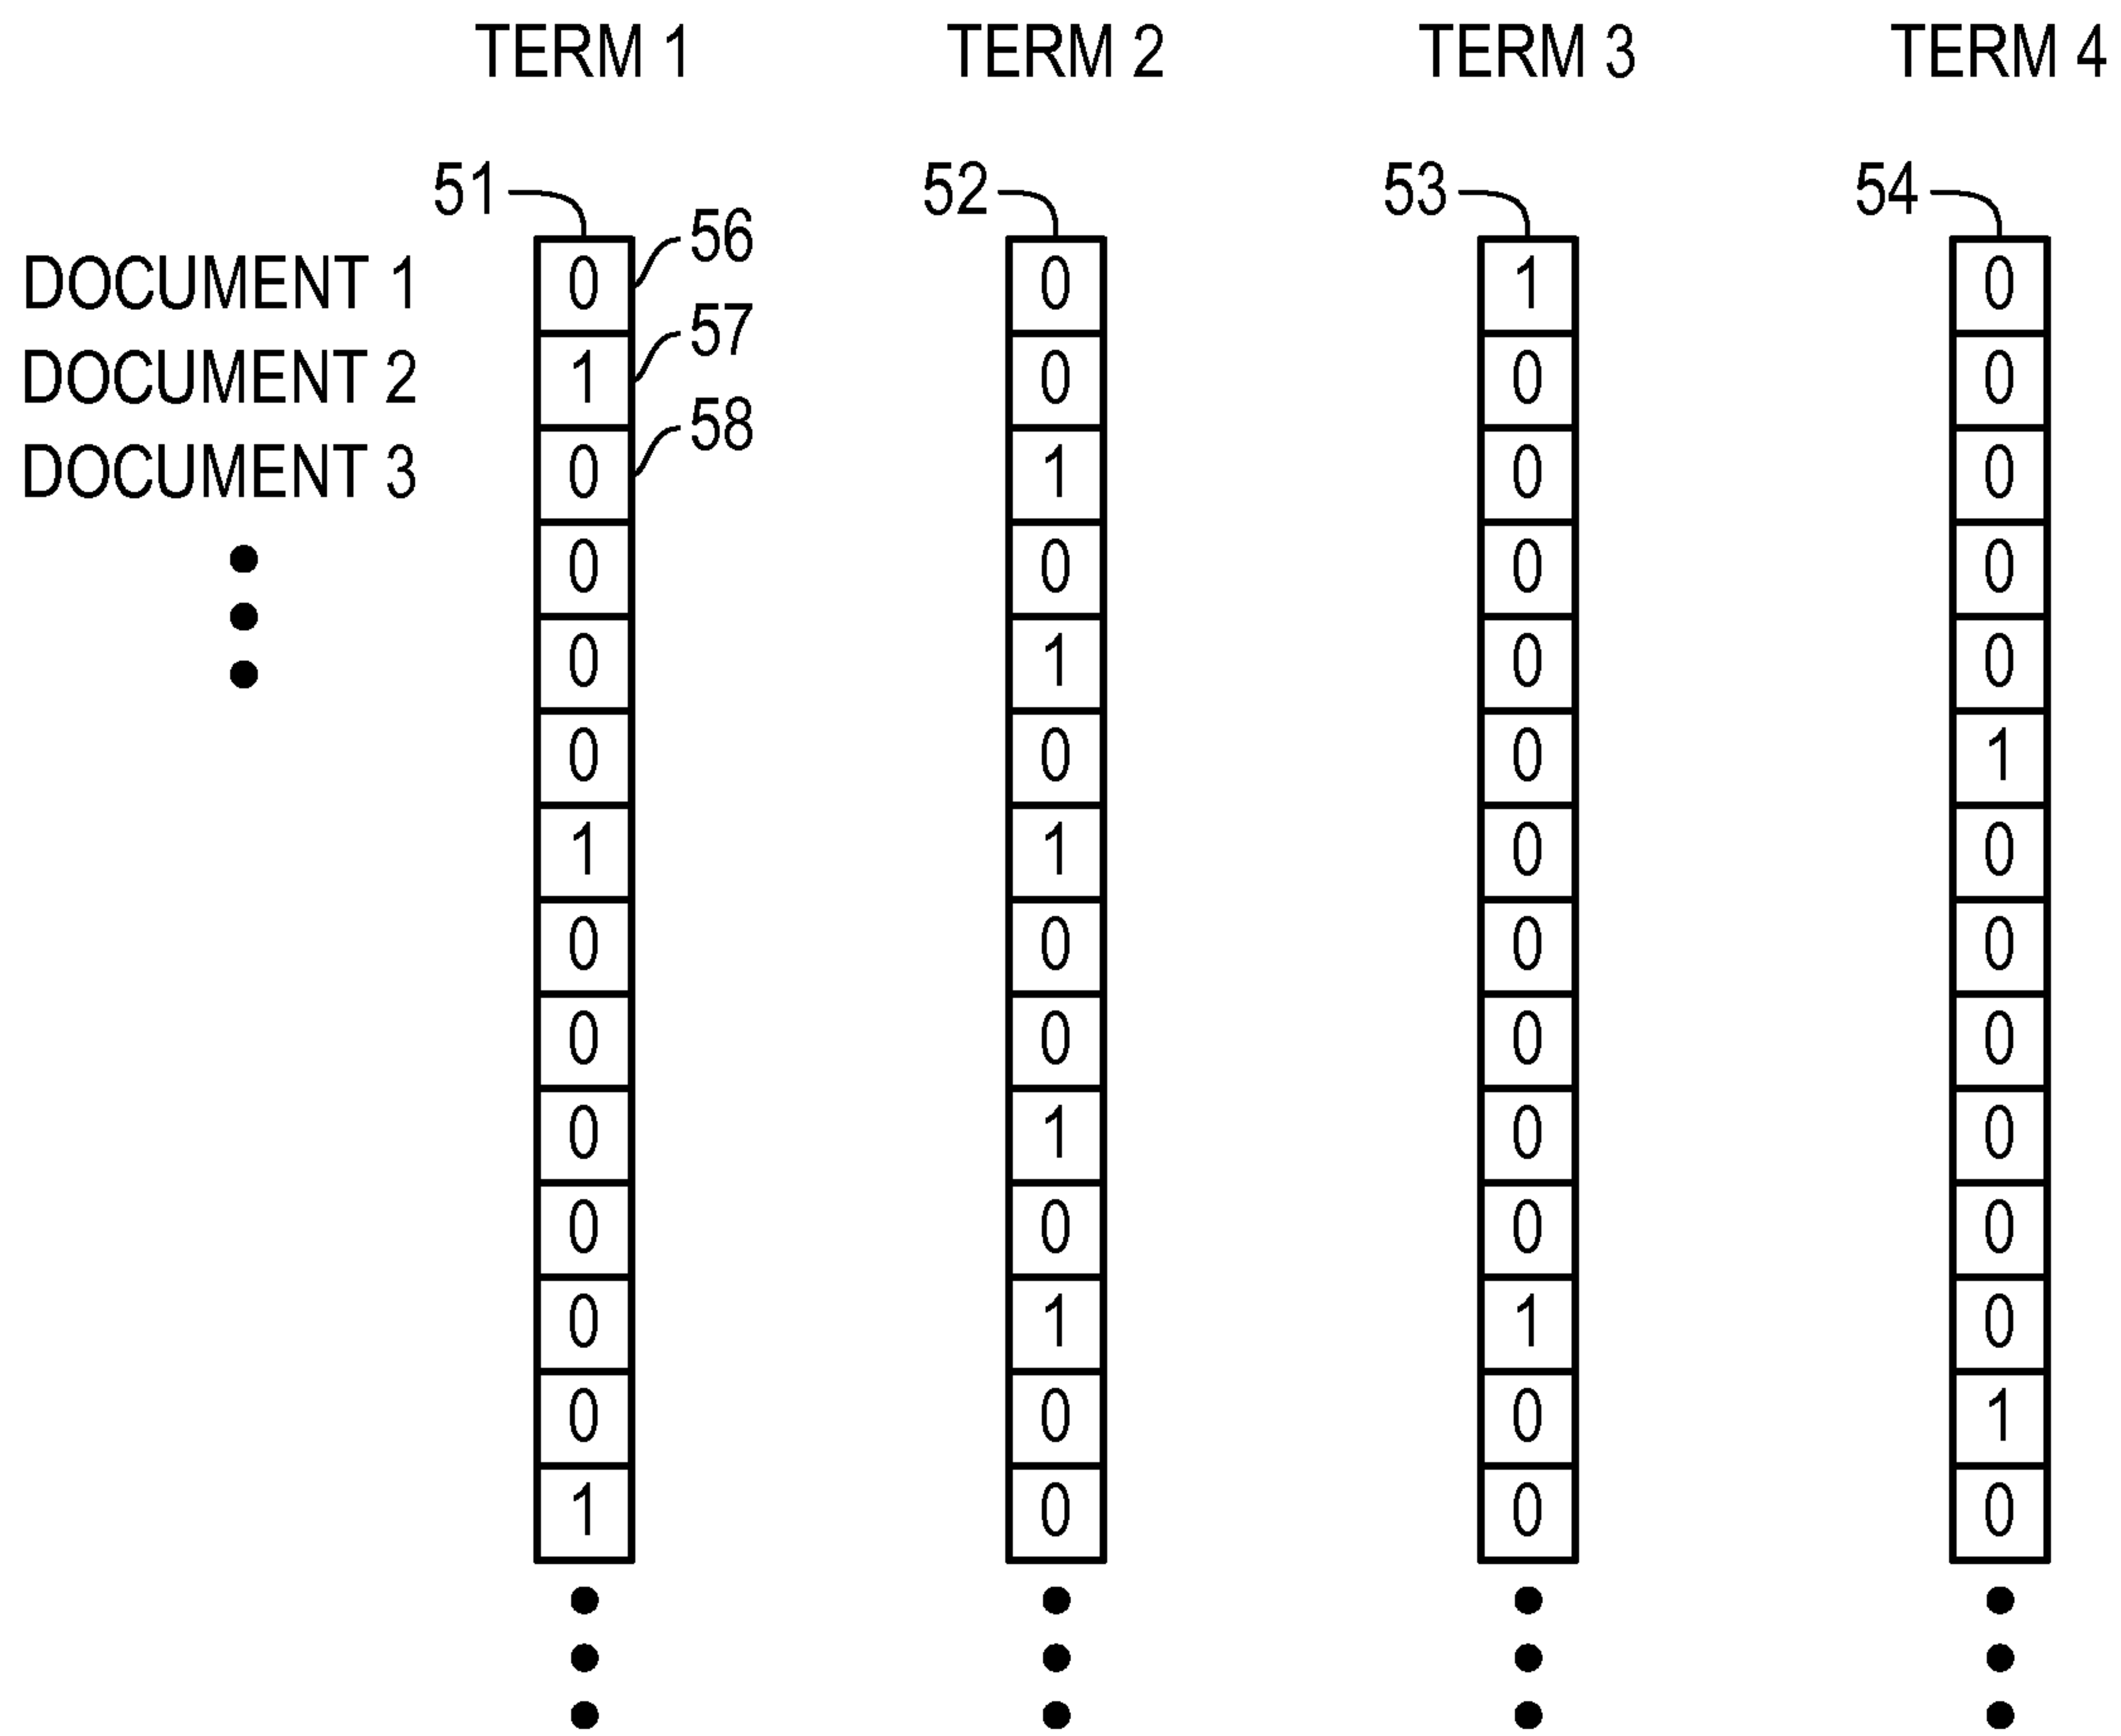 TERM 1 TERM 2 TERM 3 TERM 4
51 52 53 54
56
DOCUMENT 1 0 0 1 0
57
DOCUMENT 2 1 0 0 0
58
DOCUMENT 3 0 1 0 0
0 0 0 0
0 1 0 0
0 0 0 1
1 1 0 0
0 0 0 0
0 0 0 0
0 1 0 0
0 0 0 0
0 1 1 0
0 0 0 1
1 0 0 0